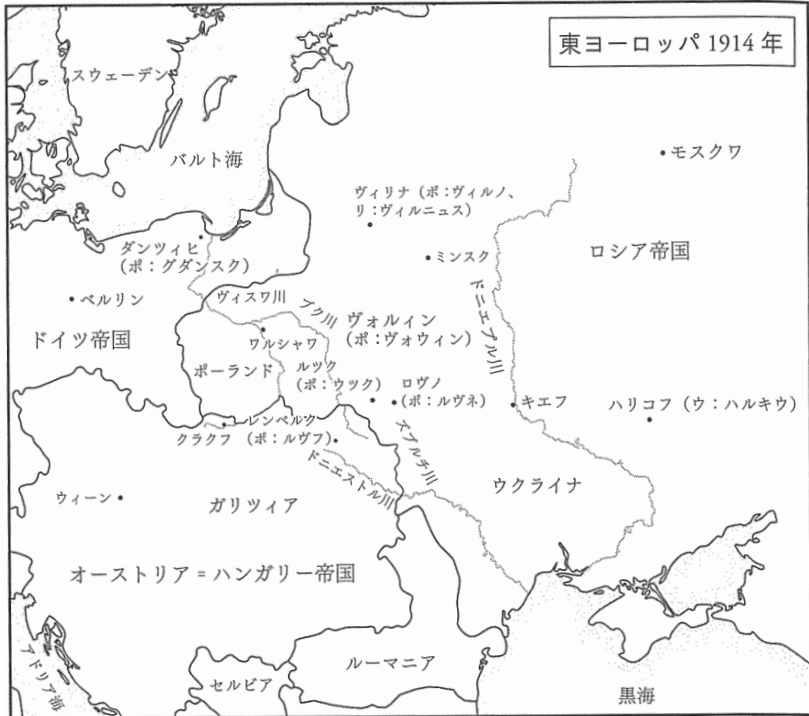 東ヨーロッパ 1914 年
スウェーデン
バルト海
モスクワ
ヴィリナ（ポ：ヴィルノ、
リ：ヴィルニュス）
ダンツィヒ
（ポ：グダンスク）
ミンスク
ロシア帝国
ベルリン
ヴィスワ川
ブク川
ヴォルィン
（ポ：ヴォウィン）
ドニエプル川
ドイツ帝国
ワルシャワ
ポーランド
ルツク
（ポ：ウツク）
ロヴノ
（ポ：ルヴネ）
キエフ
ハリコフ（ウ：ハルキウ）
クラクフ
レンベルク
（ポ：ルヴフ）
ズブルチ川
ドニエストル川
ウクライナ
ウィーン
ガリツィア
オーストリア = ハンガリー帝国
アドリア海
セルビア
ルーマニア
黒海